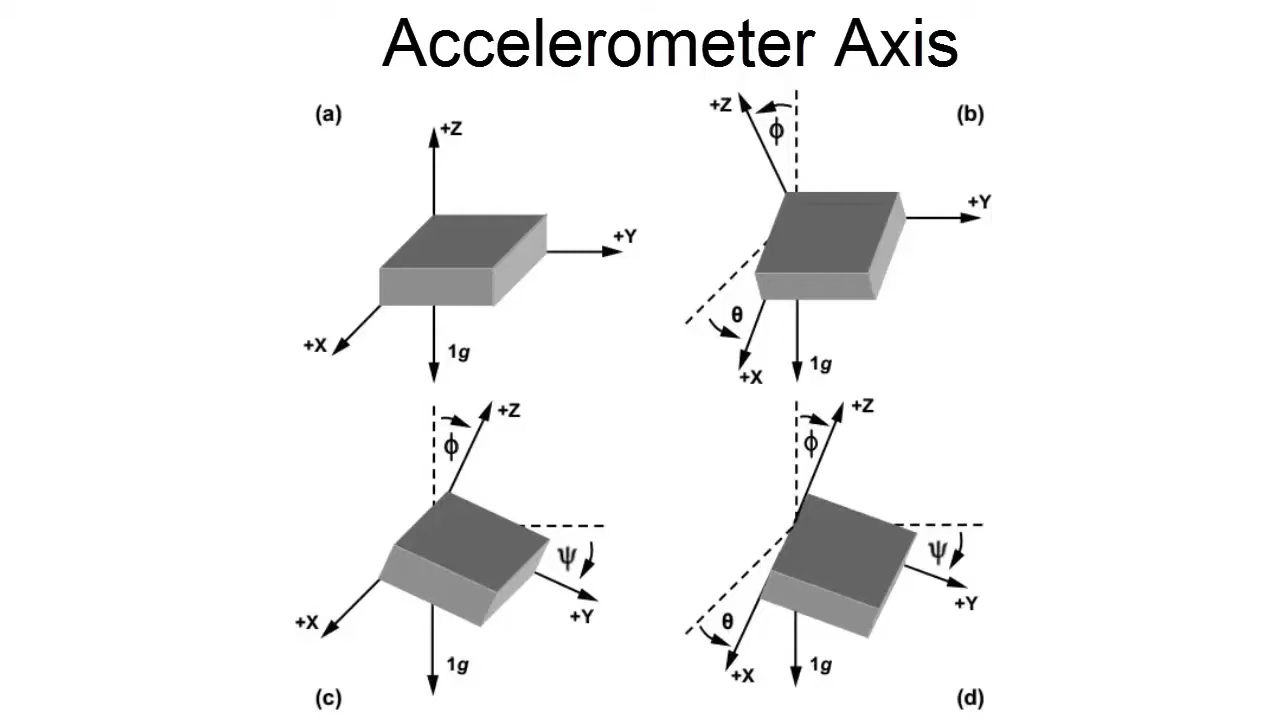 Accelerometer Axis
(a)
+Z
+Y
+X
1g
(b)
+Z
ϕ
+Y
θ
+X
1g
(c)
ϕ
+Z
ψ
+X
+Y
1g
(d)
ϕ
+Z
ψ
+Y
θ
+X
1g